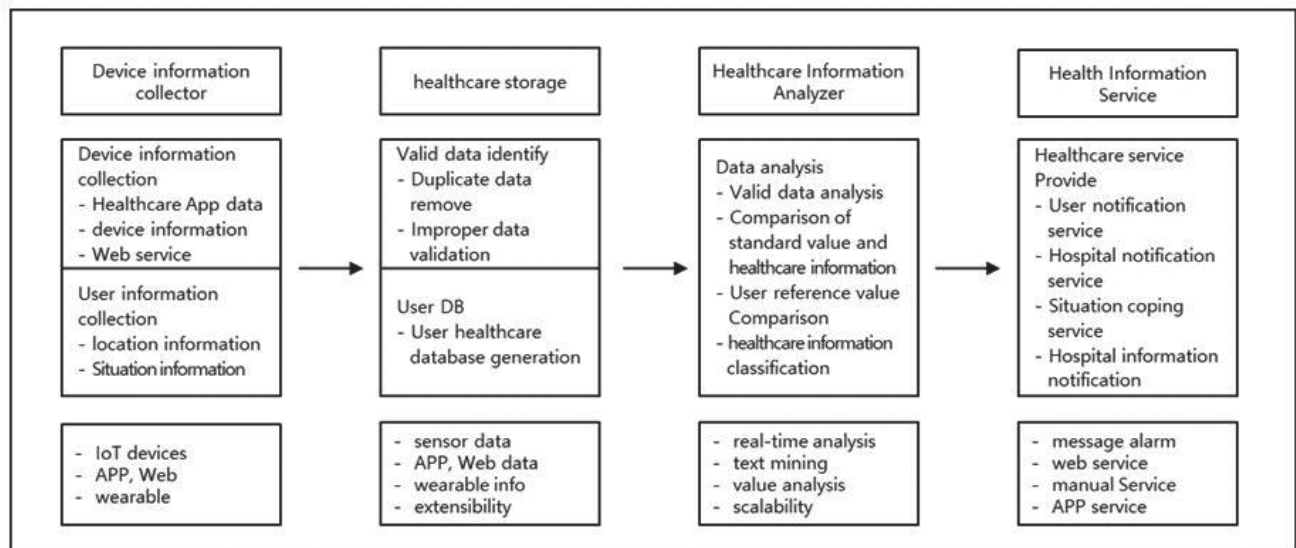 Device information
collector
healthcare storage
Healthcare Information
Analyzer
Health Information
Service
Device information
collection
- Healthcare App data
- device information
- Web service
User information
collection
- location information
- Situation information
Valid data identify
- Duplicate data
remove
- Improper data
validation
User DB
- User healthcare
database generation
Data analysis
- Valid data analysis
- Comparison of
standard value and
healthcare information
- User reference value
Comparison
- healthcare information
classification
Healthcare service
Provide
- User notification
service
- Hospital notification
service
- Situation coping
service
- Hospital information
notification
- IoT devices
- APP, Web
- wearable
- sensor data
- APP, Web data
- wearable info
- extensibility
- real-time analysis
- text mining
- value analysis
- scalability
- message alarm
- web service
- manual Service
- APP service